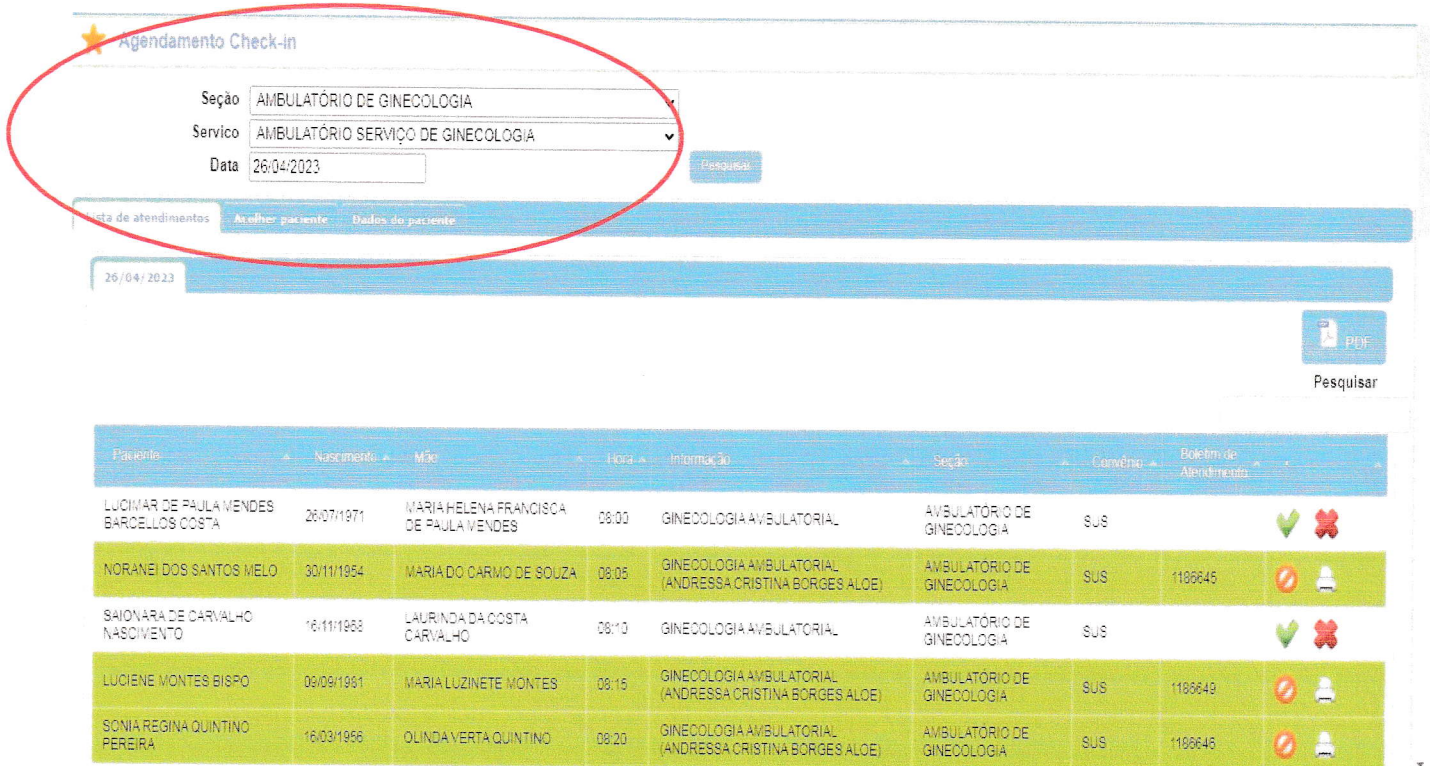 Agendamento Check-in
Seção AMBULATÓRIO DE GINECOLOGIA
Servico AMBULATÓRIO SERVIÇO DE GINECOLOGIA
Data 26/04/2023 Pesquisar
Lista de atendimentos Acolher paciente Dados do paciente
26/04/2023
PDF
Pesquisar
Paciente Nascimento Mãe Hora Informação Seção Convênio Boletim de
Atendimento
LUCIMAR DE PAULA MENDES
BARCELLOS COSTA 26/07/1971 MARIA HELENA FRANCISCA
DE PAULA MENDES 08:00 GINECOLOGIA AMBULATORIAL AMBULATÓRIO DE
GINECOLOGIA SUS
NORANEI DOS SANTOS MELO 30/11/1954 MARIA DO CARMO DE SOUZA 08:05 GINECOLOGIA AMBULATORIAL
(ANDRESSA CRISTINA BORGES ALOE) AMBULATÓRIO DE
GINECOLOGIA SUS 1186645
SAIONARA DE CARVALHO
NASCIMENTO 16/11/1968 LAURINDA DA COSTA
CARVALHO 08:10 GINECOLOGIA AMBULATORIAL AMBULATÓRIO DE
GINECOLOGIA SUS
LUCIENE MONTES BISPO 09/09/1981 MARIA LUZINETE MONTES 08:15 GINECOLOGIA AMBULATORIAL
(ANDRESSA CRISTINA BORGES ALOE) AMBULATÓRIO DE
GINECOLOGIA SUS 1186649
SONIA REGINA QUINTINO
PEREIRA 16/03/1956 OLINDA VERTA QUINTINO 08:20 GINECOLOGIA AMBULATORIAL
(ANDRESSA CRISTINA BORGES ALOE) AMBULATÓRIO DE
GINECOLOGIA SUS 1186646